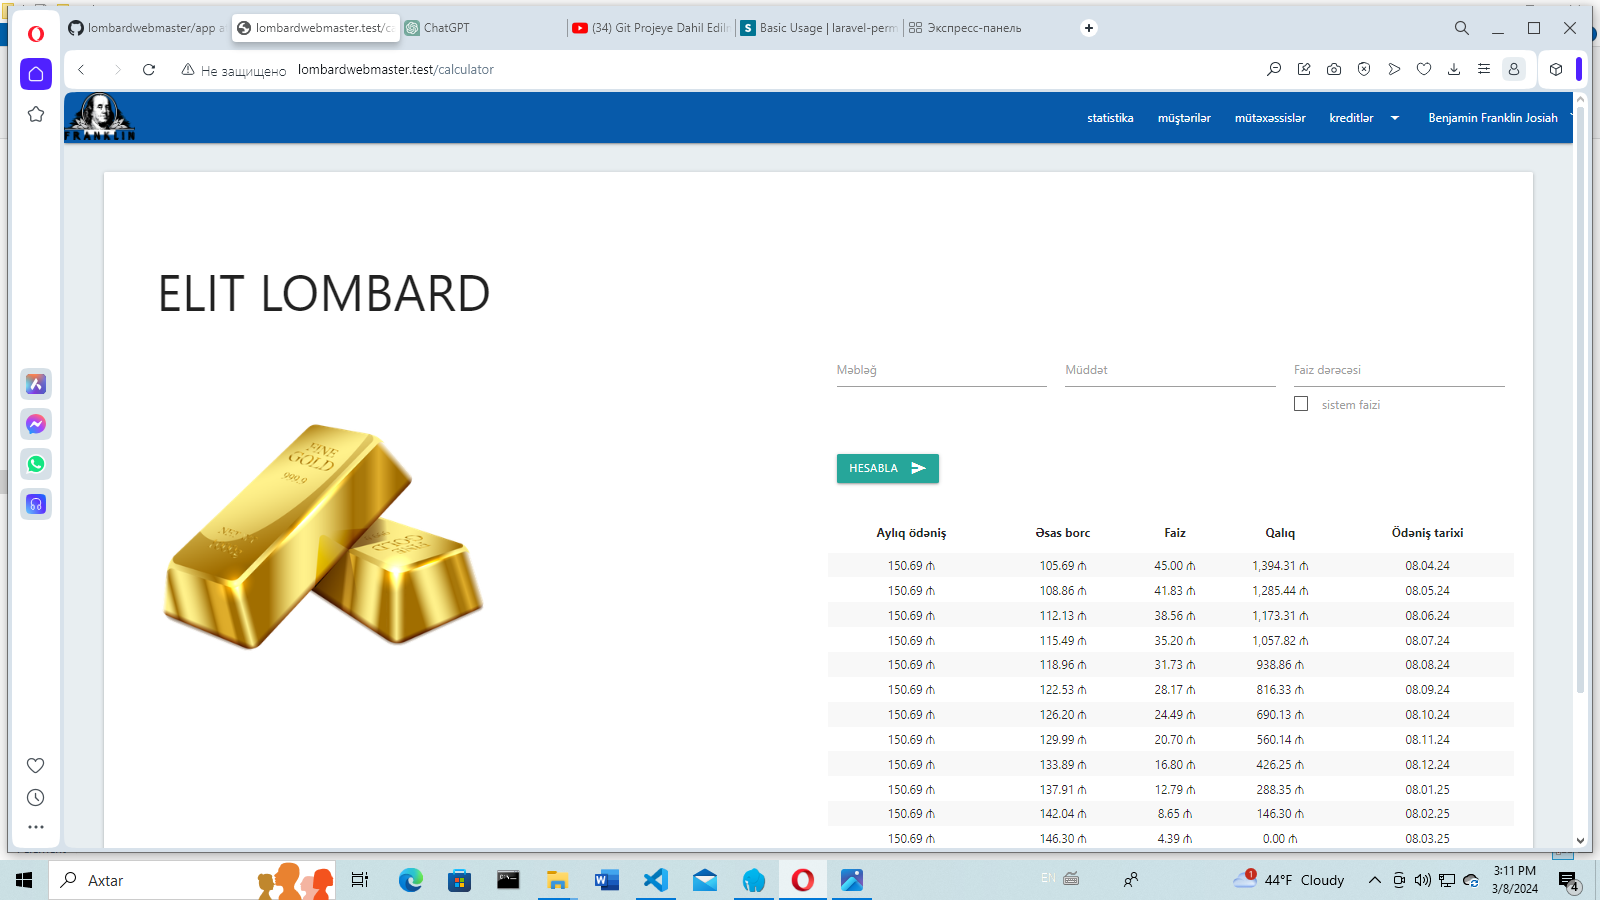 lombardwebmaster/app a
lombardwebmaster.test/c
ChatGPT
(34) Git Projeye Dahil Edil
Basic Usage | laravel-perm
Экспресс-панель
Не защищено
lombardwebmaster.test/calculator
FRANKLIN
statistika
müştərilər
mütəxəssislər
kreditlər
Benjamin Franklin Josiah
ELIT LOMBARD
FINE
GOLD
999.9
Məbləğ
Müddət
Faiz dərəcəsi
sistem faizi
HESABLA
Aylıq ödəniş Əsas borc Faiz Qalıq Ödəniş tarixi
150.69 ₼ 105.69 ₼ 45.00 ₼ 1,394.31 ₼ 08.04.24
150.69 ₼ 108.86 ₼ 41.83 ₼ 1,285.44 ₼ 08.05.24
150.69 ₼ 112.13 ₼ 38.56 ₼ 1,173.31 ₼ 08.06.24
150.69 ₼ 115.49 ₼ 35.20 ₼ 1,057.82 ₼ 08.07.24
150.69 ₼ 118.96 ₼ 31.73 ₼ 938.86 ₼ 08.08.24
150.69 ₼ 122.53 ₼ 28.17 ₼ 816.33 ₼ 08.09.24
150.69 ₼ 126.20 ₼ 24.49 ₼ 690.13 ₼ 08.10.24
150.69 ₼ 129.99 ₼ 20.70 ₼ 560.14 ₼ 08.11.24
150.69 ₼ 133.89 ₼ 16.80 ₼ 426.25 ₼ 08.12.24
150.69 ₼ 137.91 ₼ 12.79 ₼ 288.35 ₼ 08.01.25
150.69 ₼ 142.04 ₼ 8.65 ₼ 146.30 ₼ 08.02.25
150.69 ₼ 146.30 ₼ 4.39 ₼ 0.00 ₼ 08.03.25
Axtar
EN
1
44°F Cloudy
3:11 PM
3/8/2024
4